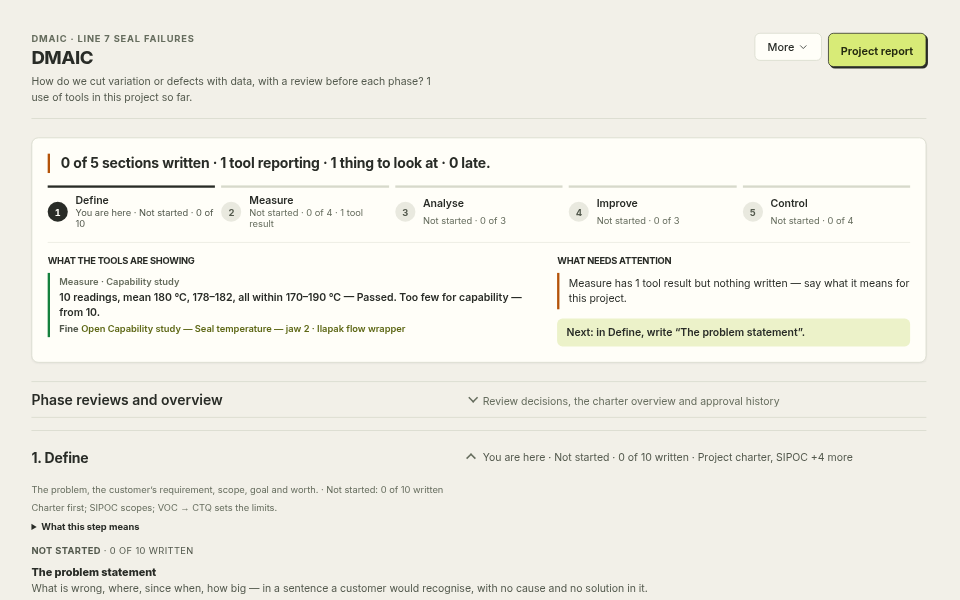 DMAIC · LINE 7 SEAL FAILURES
DMAIC
How do we cut variation or defects with data, with a review before each phase? 1
use of tools in this project so far.
More
Project report
0 of 5 sections written · 1 tool reporting · 1 thing to look at · 0 late.
1
Define
You are here · Not started · 0 of
10
2
Measure
Not started · 0 of 4 · 1 tool
result
3
Analyse
Not started · 0 of 3
4
Improve
Not started · 0 of 3
5
Control
Not started · 0 of 4
WHAT THE TOOLS ARE SHOWING
Measure · Capability study
10 readings, mean 180 °C, 178–182, all within 170–190 °C — Passed. Too few for capability —
from 10.
Fine Open Capability study — Seal temperature — jaw 2 · Ilapak flow wrapper
WHAT NEEDS ATTENTION
Measure has 1 tool result but nothing written — say what it means for
this project.
Next: in Define, write “The problem statement”.
Phase reviews and overview
Review decisions, the charter overview and approval history
1. Define
You are here · Not started · 0 of 10 written · Project charter, SIPOC +4 more
The problem, the customer’s requirement, scope, goal and worth. · Not started: 0 of 10 written
Charter first; SIPOC scopes; VOC → CTQ sets the limits.
What this step means
NOT STARTED · 0 OF 10 WRITTEN
The problem statement
What is wrong, where, since when, how big — in a sentence a customer would recognise, with no cause and no solution in it.